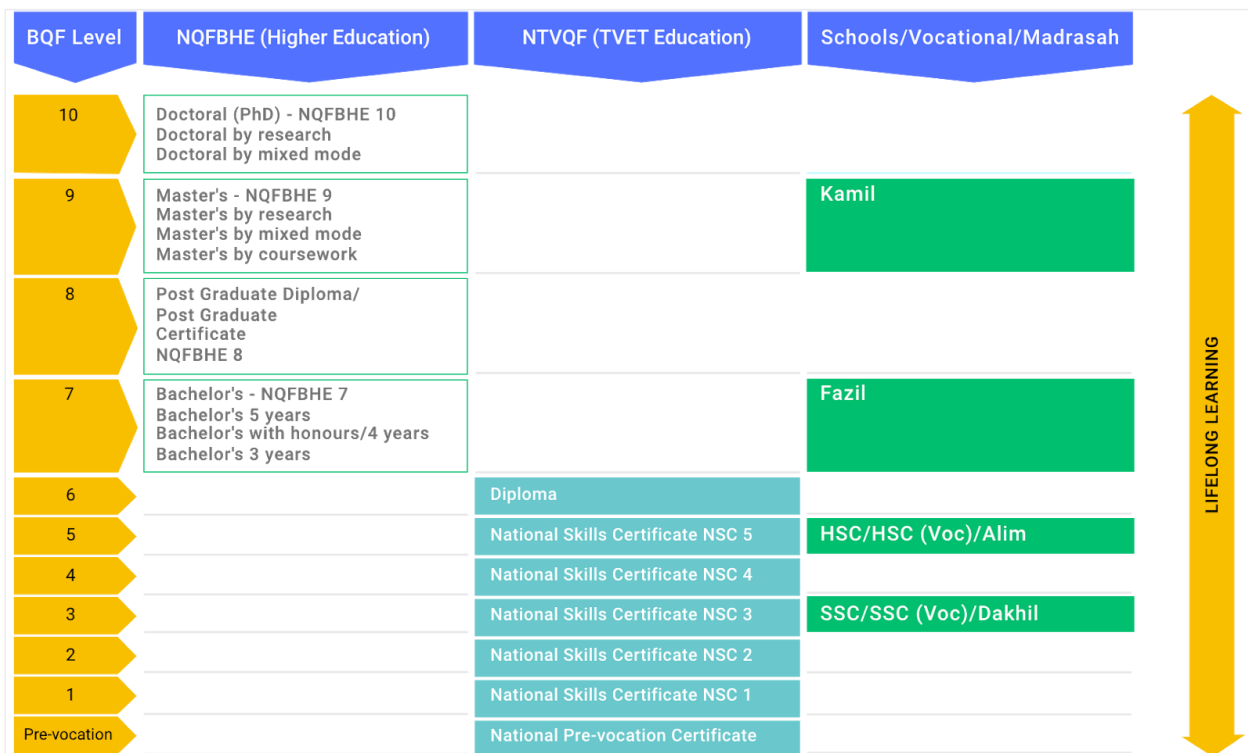 BQF Level
NQFBHE (Higher Education)
NTVQF (TVET Education)
Schools/Vocational/Madrasah
10
Doctoral (PhD) - NQFBHE 10
Doctoral by research
Doctoral by mixed mode
9
Master's - NQFBHE 9
Master's by research
Master's by mixed mode
Master's by coursework
Kamil
8
Post Graduate Diploma/
Post Graduate
Certificate
NQFBHE 8
7
Bachelor's - NQFBHE 7
Bachelor's 5 years
Bachelor's with honours/4 years
Bachelor's 3 years
Fazil
6
Diploma
5
National Skills Certificate NSC 5
HSC/HSC (Voc)/Alim
4
National Skills Certificate NSC 4
3
National Skills Certificate NSC 3
SSC/SSC (Voc)/Dakhil
2
National Skills Certificate NSC 2
1
National Skills Certificate NSC 1
Pre-vocation
National Pre-vocation Certificate
LIFELONG LEARNING